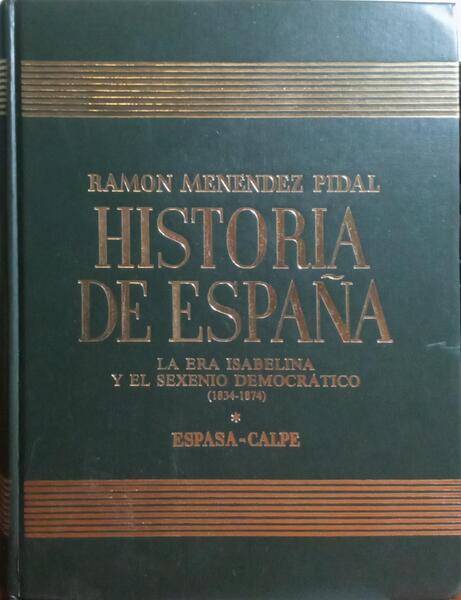 RAMON MENENDEZ PIDAL
HISTORIA
DE ESPAÑA
LA ERA ISABELINA
Y EL SEXENIO DEMOCRÁTICO
(1834-1874)
*
ESPASA-CALPE